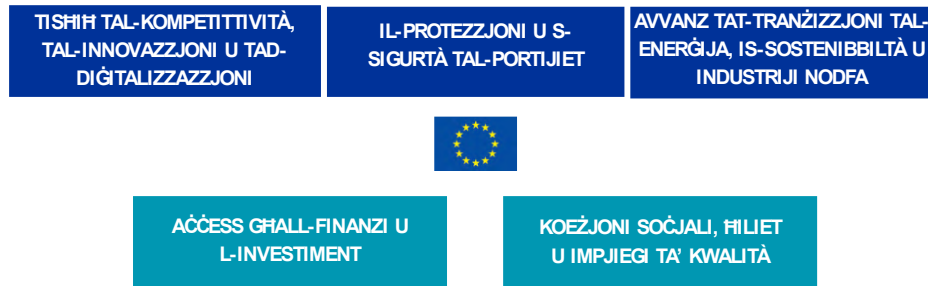 TISĦIĦ TAL-KOMPETITTIVITÀ,
TAL-INNOVAZZJONI U TAD-
DIĠITALIZZAZZJONI
IL-PROTEZZJONI U S-
SIGURTÀ TAL-PORTIJIET
AVVANZ TAT-TRANŻIZZJONI TAL-
ENERĠIJA, IS-SOSTENIBBILTÀ U
INDUSTRIJI NODFA
AĊĊESS GĦALL-FINANZI U
L-INVESTIMENT
KOEŻJONI SOĊJALI, ĦILIET
U IMPJIEGI TA’ KWALITÀ